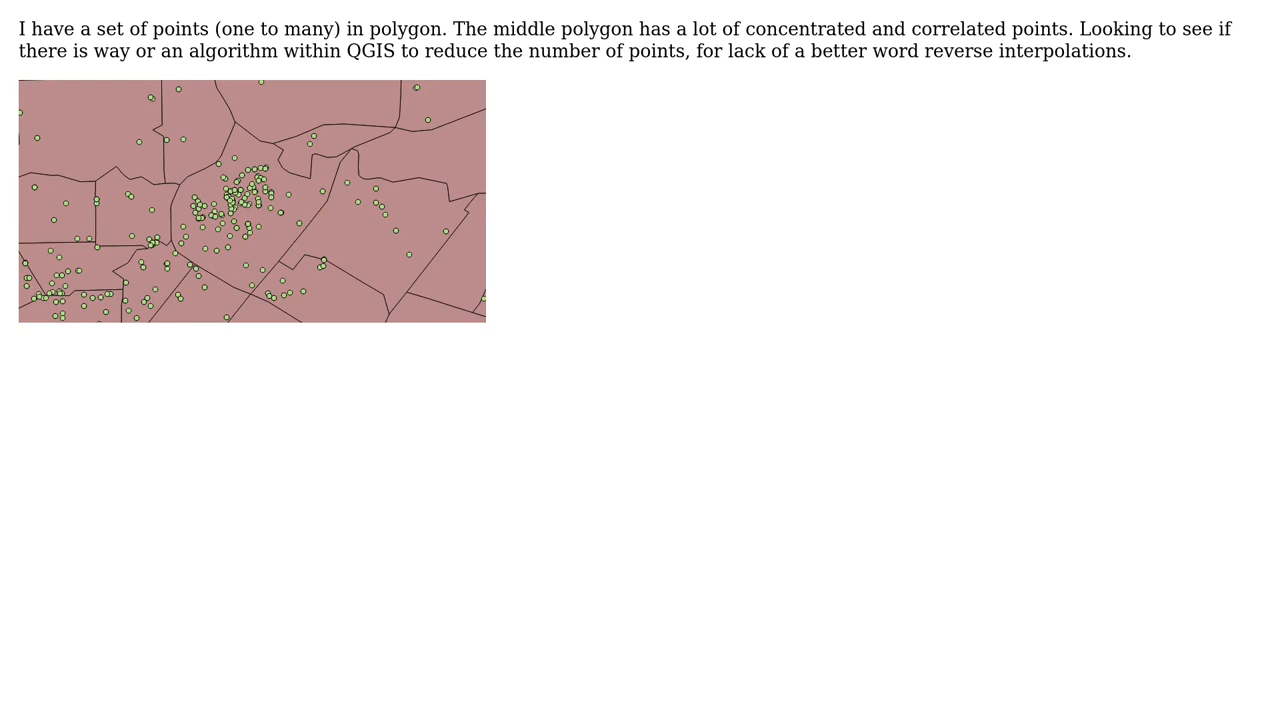 I have a set of points (one to many) in polygon. The middle polygon has a lot of concentrated and correlated points. Looking to see if
there is way or an algorithm within QGIS to reduce the number of points, for lack of a better word reverse interpolations.